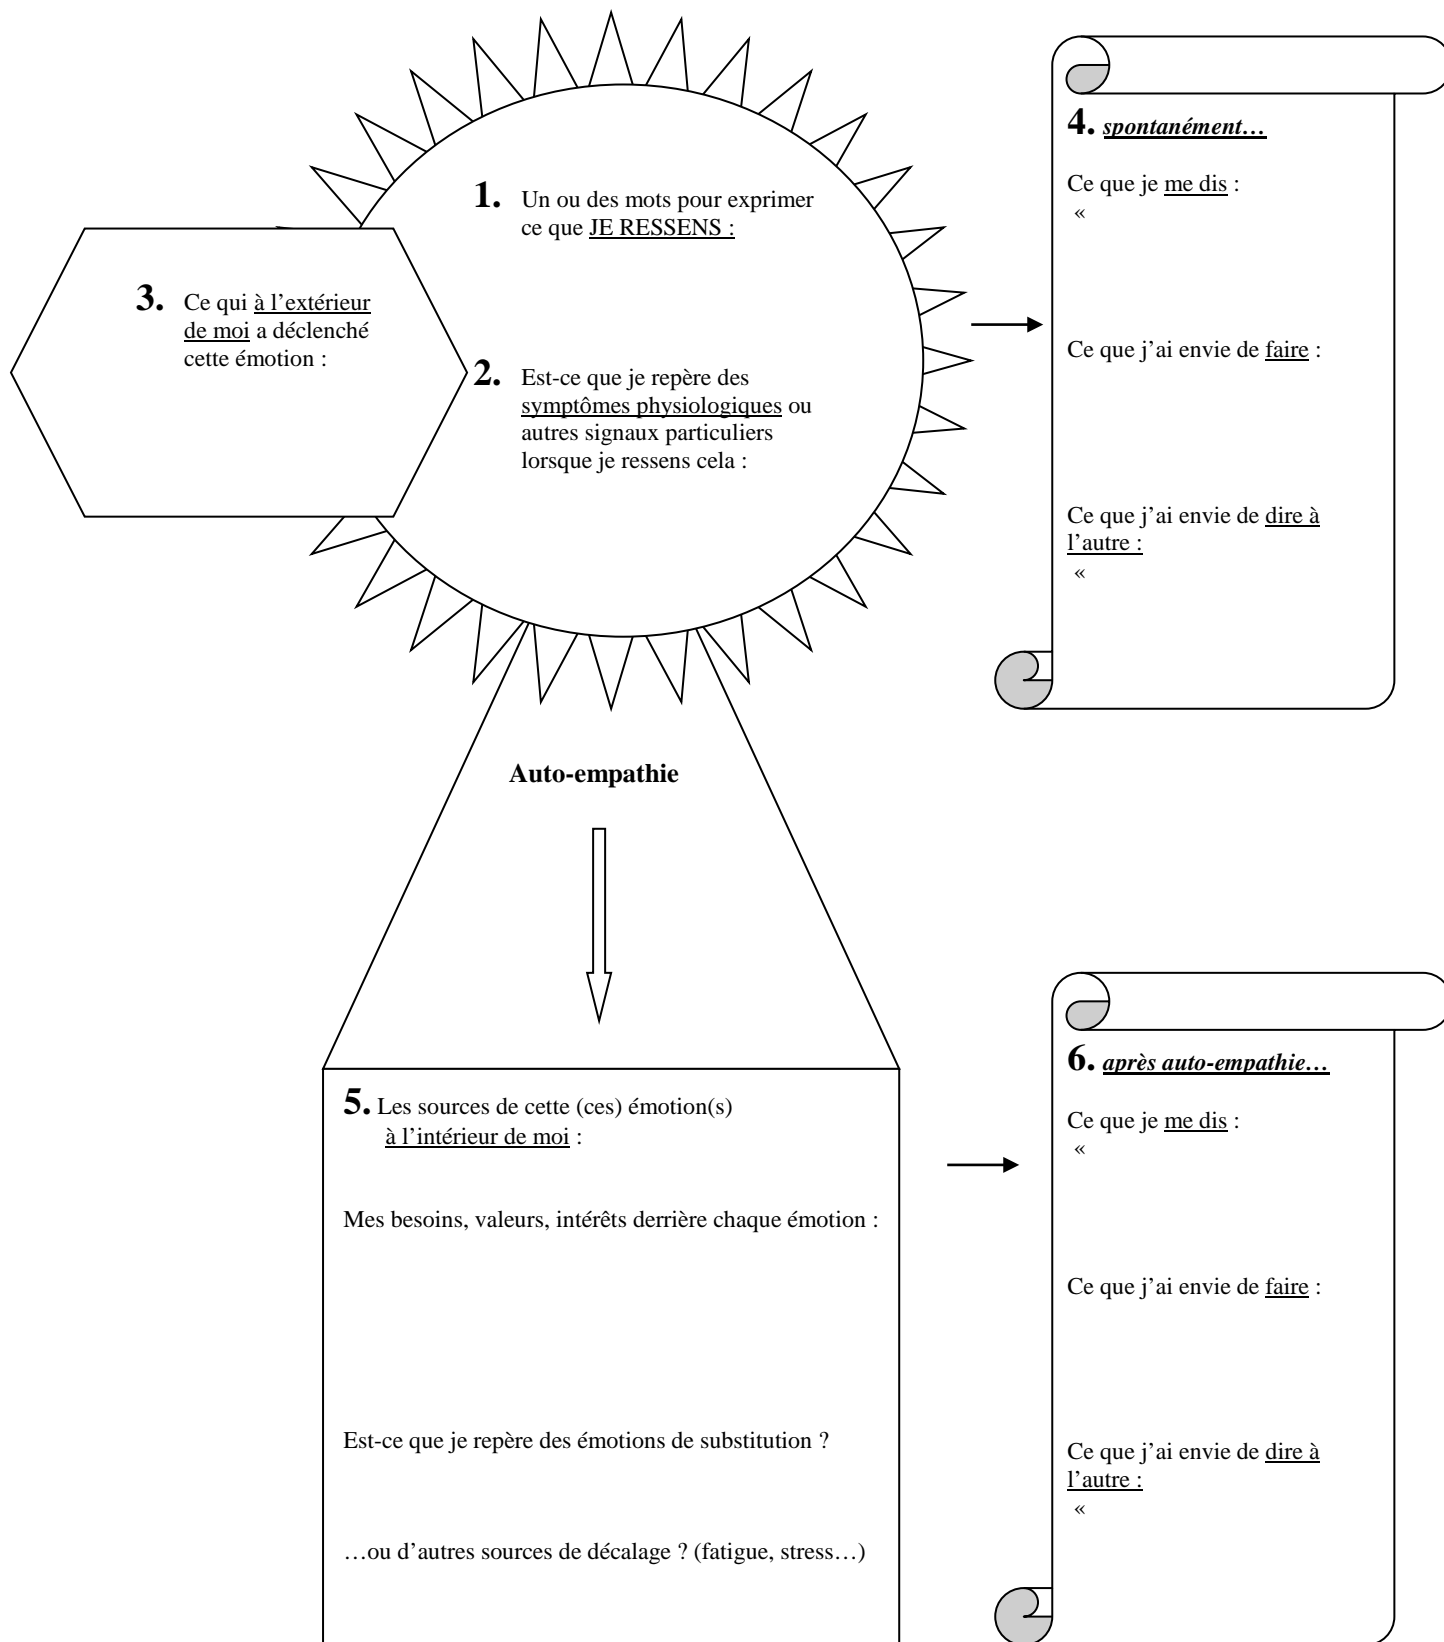 1. Un ou des mots pour exprimer
ce que JE RESSENS :
2. Est-ce que je repère des
symptômes physiologiques ou
autres signaux particuliers
lorsque je ressens cela :
3. Ce qui à l’extérieur
de moi a déclenché
cette émotion :
4. spontanément…
Ce que je me dis :
«
Ce que j’ai envie de faire :
Ce que j’ai envie de dire à
l’autre :
«
Auto-empathie
5. Les sources de cette (ces) émotion(s)
à l’intérieur de moi :
Mes besoins, valeurs, intérêts derrière chaque émotion :
Est-ce que je repère des émotions de substitution ?
…ou d’autres sources de décalage ? (fatigue, stress…)
6. après auto-empathie…
Ce que je me dis :
«
Ce que j’ai envie de faire :
Ce que j’ai envie de dire à
l’autre :
«